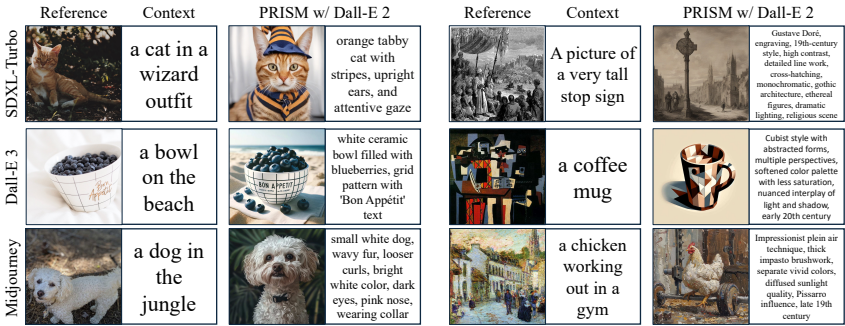 Reference
Context
PRISM w/ Dall-E 2
Reference
Context
PRISM w/ Dall-E 2
SDXL-Turbo
a cat in a
wizard
outfit
orange tabby
cat with
stripes, upright
ears, and
attentive gaze
A picture of
a very tall
stop sign
Gustave Doré,
engraving, 19th-century
style, high contrast,
detailed line work,
cross-hatching,
monochromatic, gothic
architecture, ethereal
figures, dramatic
lighting, religious scene
Dall-E 3
Bon
Appétit
a bowl
on the
beach
BON APPETIT
white ceramic
bowl filled with
blueberries, grid
pattern with
'Bon Appétit'
text
a coffee
mug
Cubist style with
abstracted forms,
multiple perspectives,
softened color palette
with less saturation,
nuanced interplay of
light and shadow,
early 20th century
Midjourney
a dog in
the
jungle
small white dog,
wavy fur, looser
curls, bright
white color, dark
eyes, pink nose,
wearing collar
a chicken
working
out in a
gym
Impressionist plein air
technique, thick
impasto brushwork,
separate vivid colors,
diffused sunlight
quality, Pissarro
influence, late 19th
century